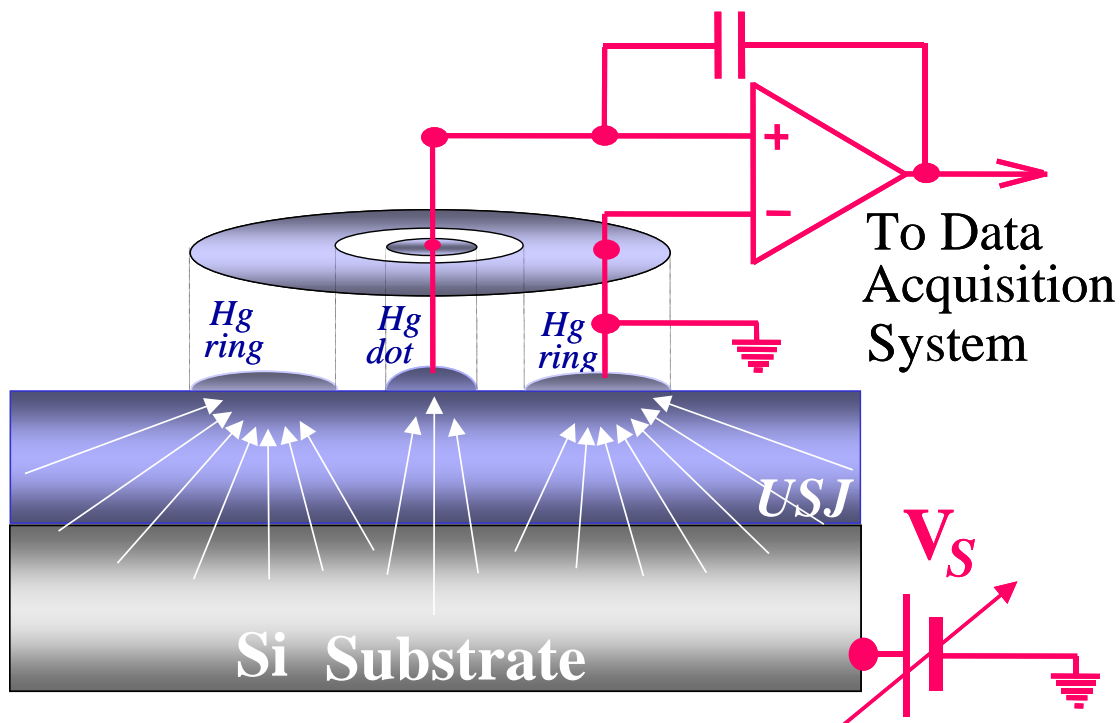 +
−
To Data
Acquisition
System
Hg
ring
Hg
dot
Hg
ring
USJ
VS
Si Substrate